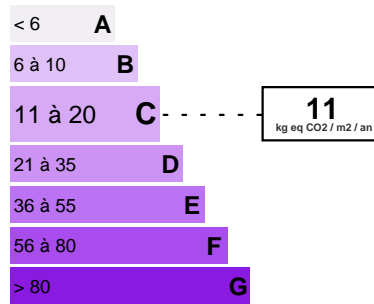 < 6 A
6 à 10 B
11 à 20 C
11
kg eq CO2 / m2 / an
21 à 35 D
36 à 55 E
56 à 80 F
> 80 G